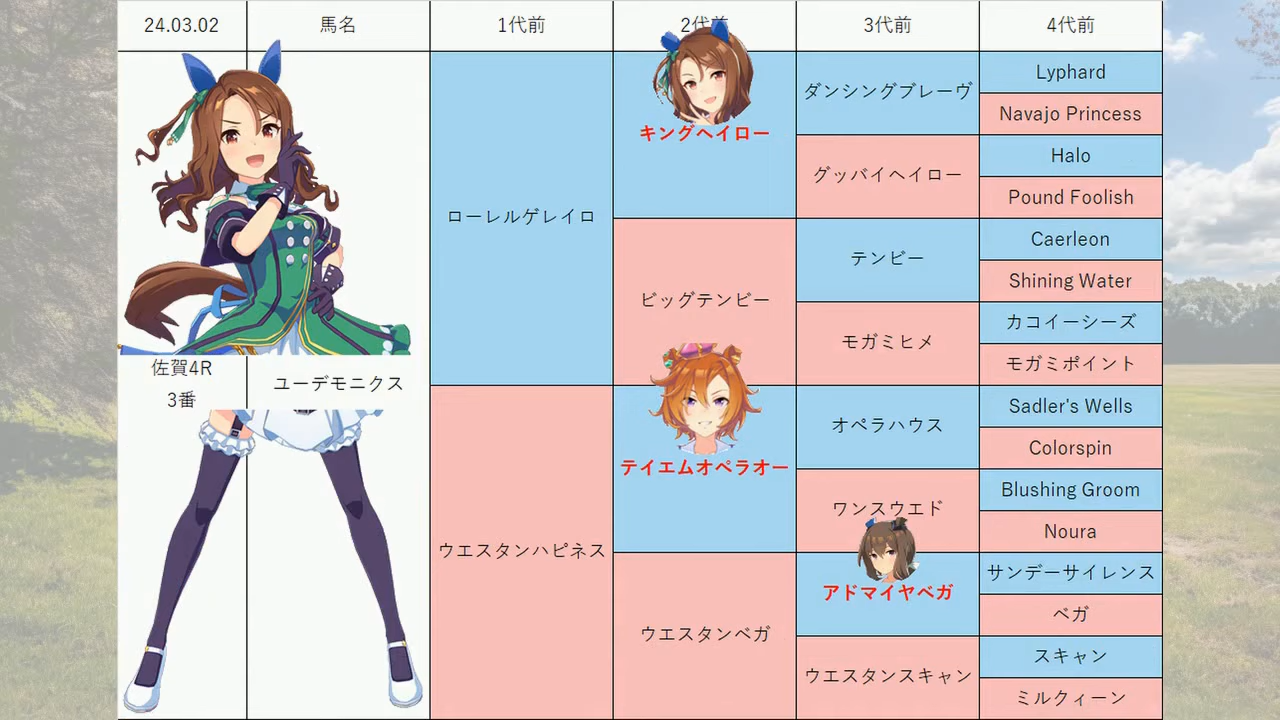 24.03.02
馬名
1代前
2代前
3代前
4代前
佐賀4R
3番
ユーデモニクス
ローレルゲレイロ
ウエスタンハピネス
キングヘイロー
ビッグテンビー
テイエムオペラオー
ウエスタンベガ
ダンシングブレーヴ
グッバイヘイロー
テンビー
モガミヒメ
オペラハウス
ワンスウエド
アドマイヤベガ
ウエスタンスキャン
Lyphard
Navajo Princess
Halo
Pound Foolish
Caerleon
Shining Water
カコイーシーズ
モガミポイント
Sadler's Wells
Colorspin
Blushing Groom
Noura
サンデーサイレンス
ベガ
スキャン
ミルクィーン